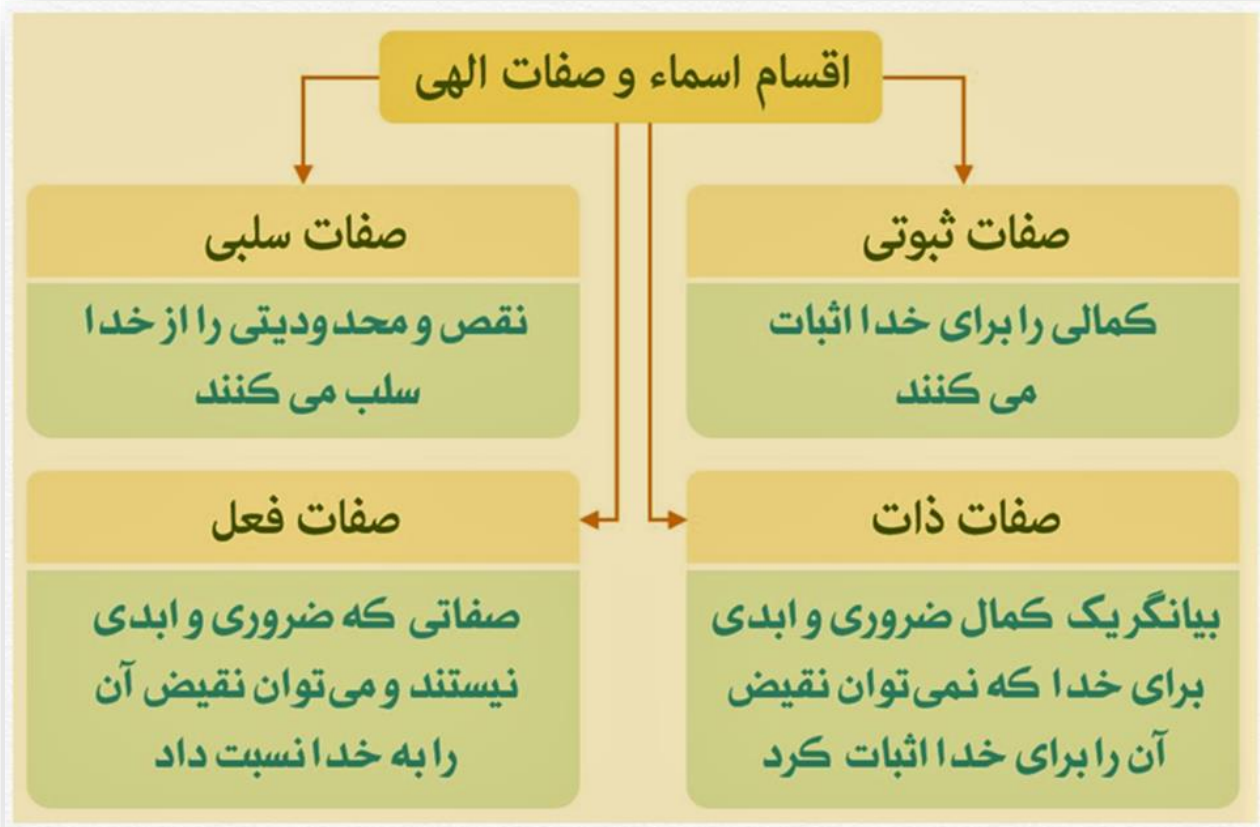 اقسام اسماء و صفات الهی
صفات ثبوتی
کمالی را برای خدا اثبات
می کنند
صفات سلبی
نقص و محدودیتی را از خدا
سلب می کنند
صفات ذات
بیانگر یک کمال ضروری و ابدی
برای خدا که نمی‌توان نقیض
آن را برای خدا اثبات کرد
صفات فعل
صفاتی که ضروری و ابدی
نیستند و می‌توان نقیض آن
را به خدا نسبت داد